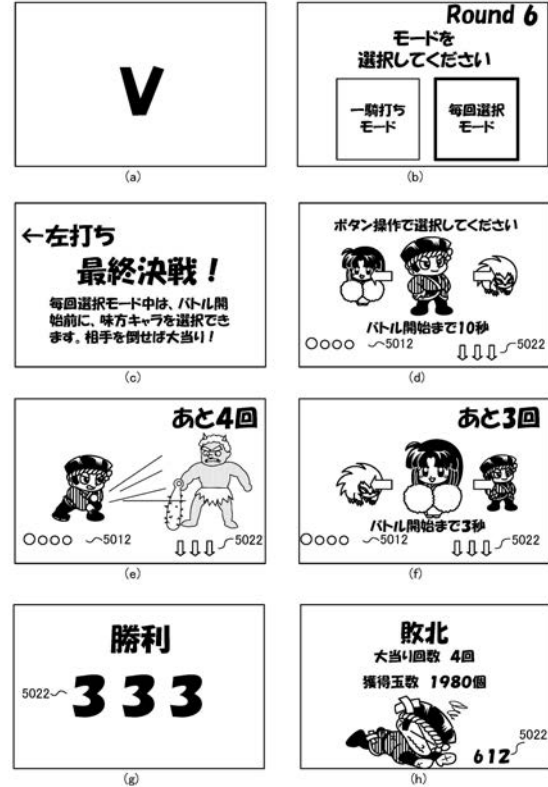 V
(a)
Round 6
モードを
選択してください
一騎打ち
モード
毎回選択
モード
(b)
←左打ち
最終決戦！
毎回選択モード中は、バトル開
始前に、味方キャラを選択でき
ます。相手を倒せば大当り！
(c)
ボタン操作で選択してください
バトル開始まで10秒
5012
5022
(d)
あと4回
5012
5022
(e)
あと3回
バトル開始まで3秒
5012
5022
(f)
勝利
5022
3 3 3
(g)
敗北
大当り回数 4回
獲得玉数 1980個
5022
612
(h)